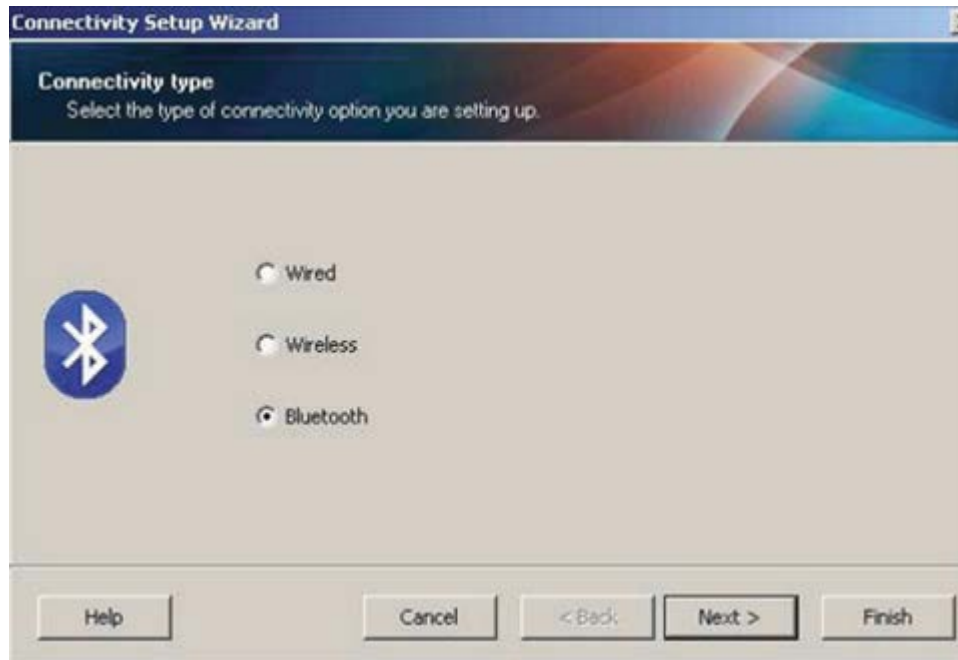 Connectivity Setup Wizard
Connectivity type
Select the type of connectivity option you are setting up.
Wired
Wireless
Bluetooth
Help Cancel < Back Next > Finish